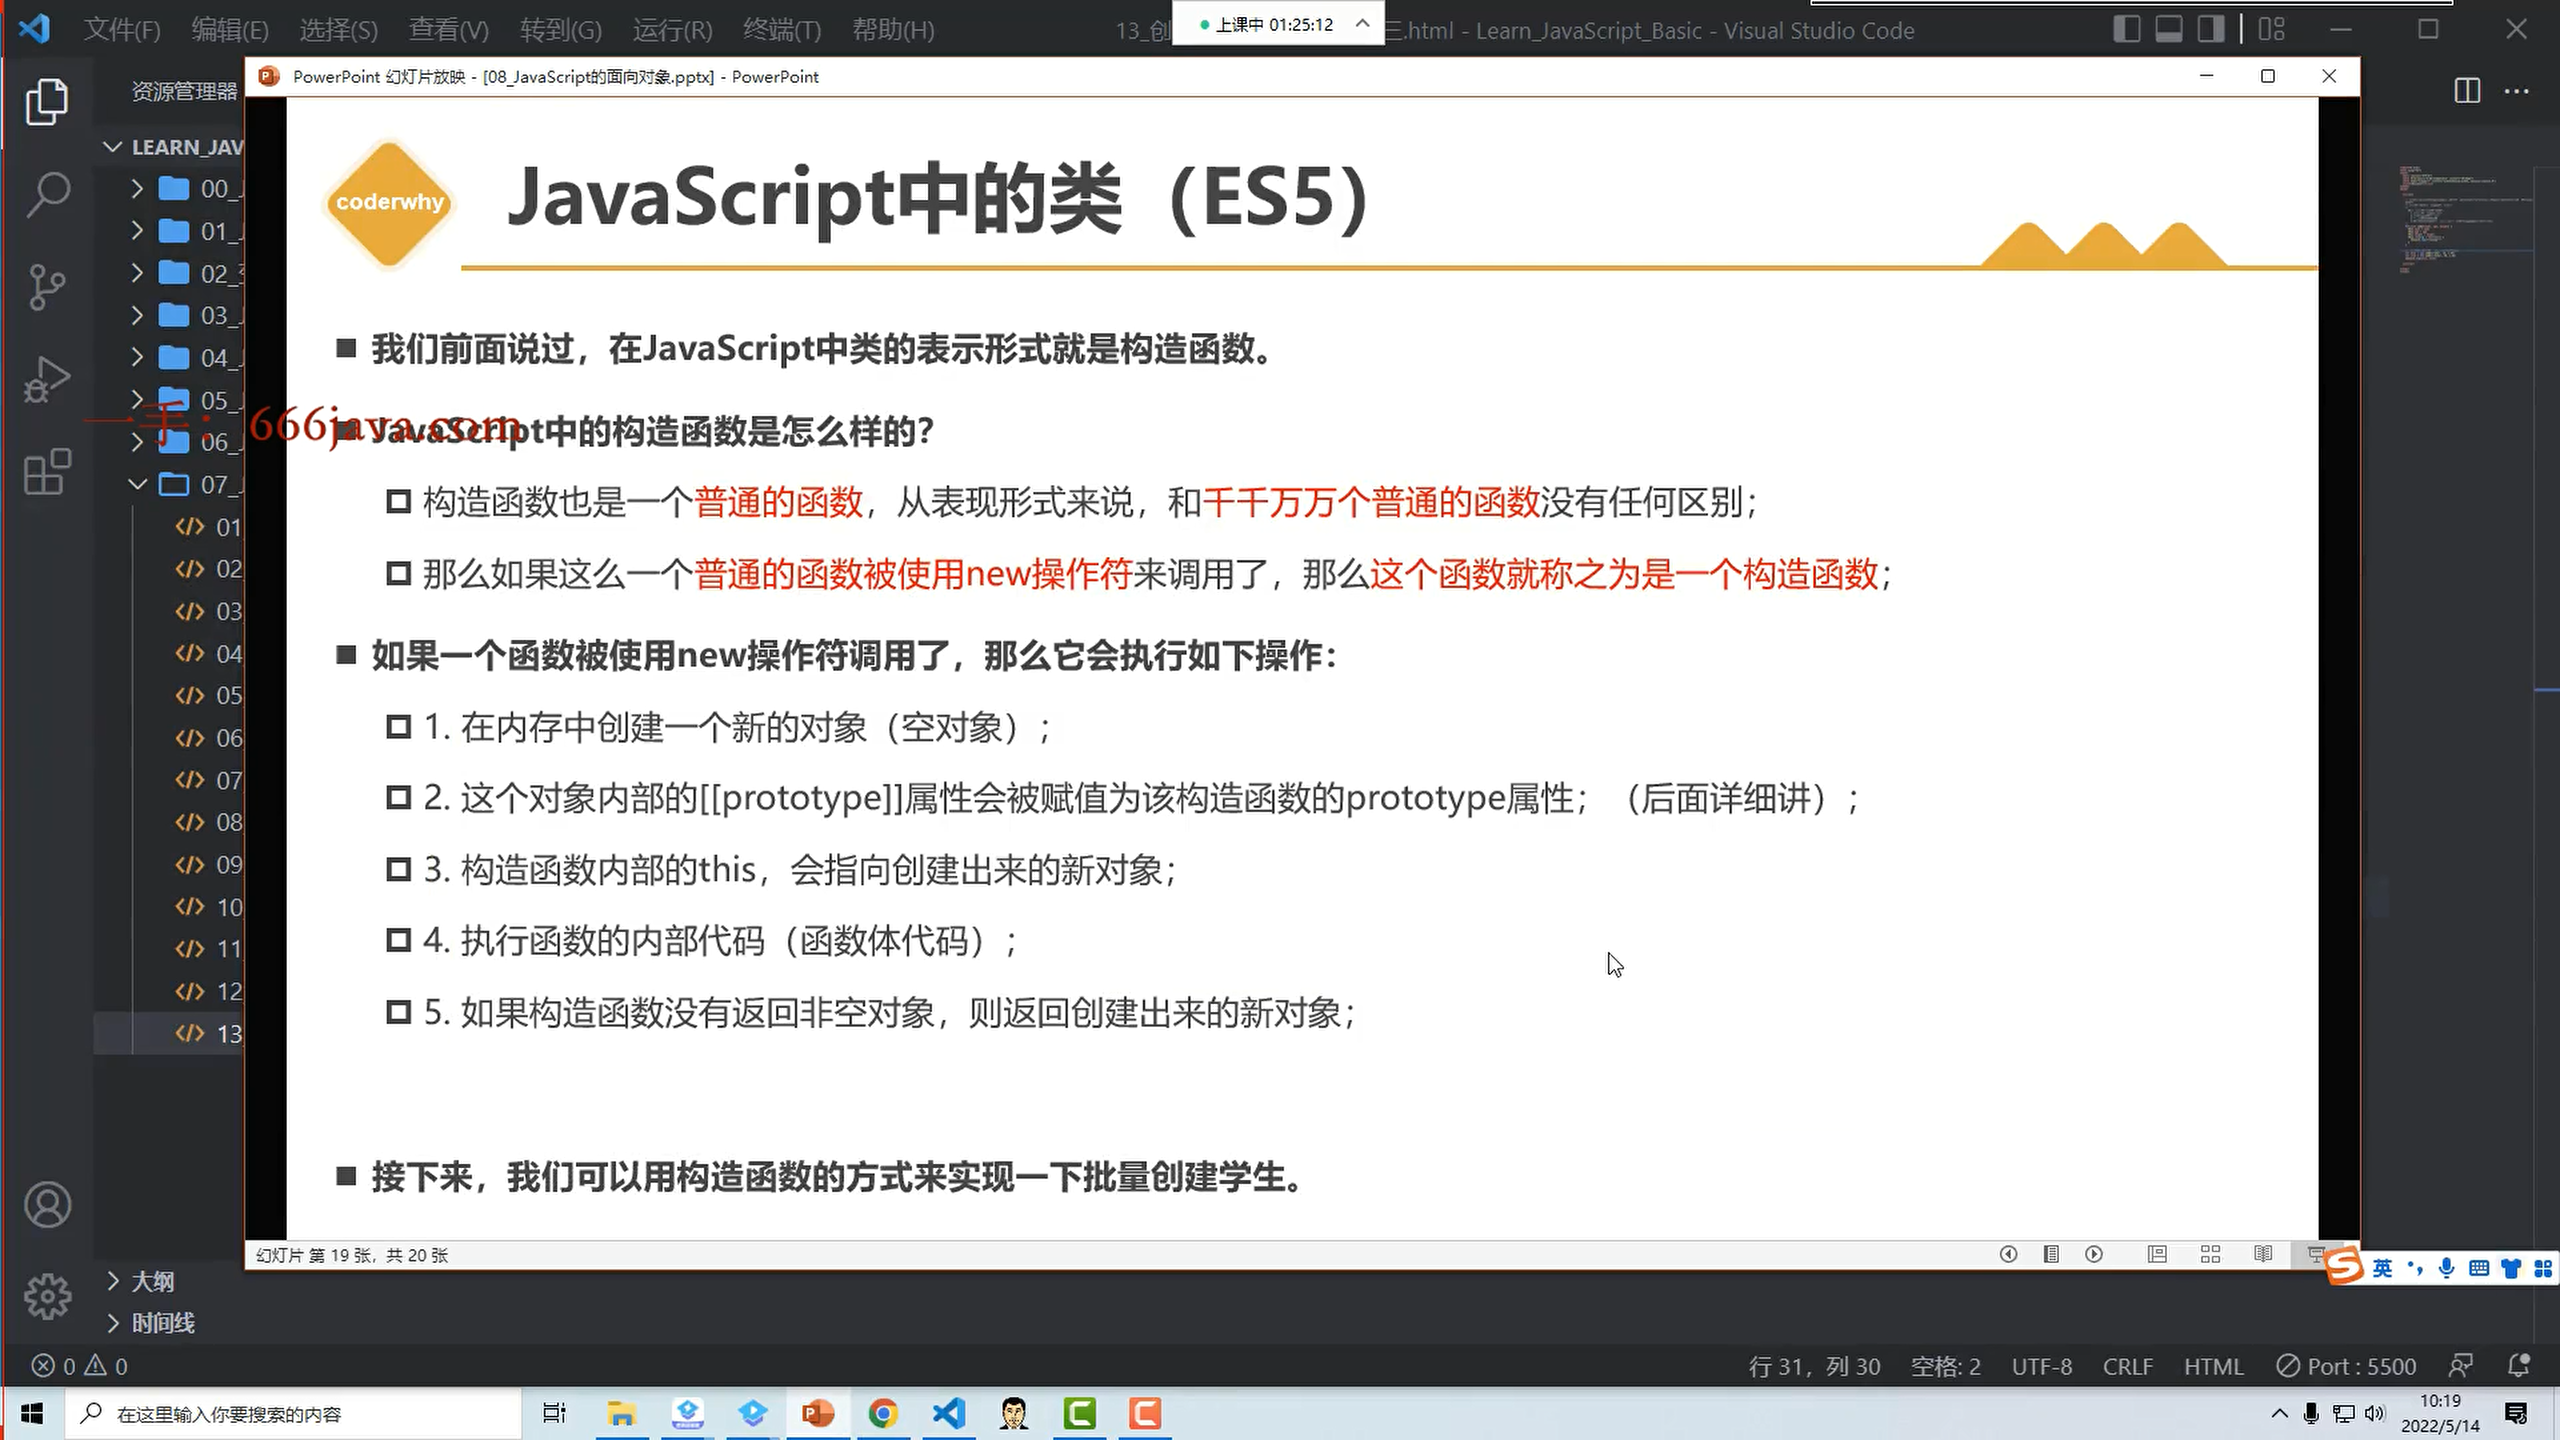 文件(F) 编辑(E) 选择(S) 查看(V) 转到(G) 运行(R) 终端(T) 帮助(H)
13_创
上课中 01:25:12
三.html - Learn_JavaScript_Basic - Visual Studio Code
资源管理器
PowerPoint 幻灯片放映 - [08_JavaScript的面向对象.pptx] - PowerPoint
LEARN_JAV
00_J
01_J
02_
03_J
04_J
05_J
06_J
07_J
01
02
03
04
05
06
07
08
09
10
11
12
13
大纲
时间线
coderwhy
JavaScript中的类（ES5）
我们前面说过，在JavaScript中类的表示形式就是构造函数。
一手：666java.com
JavaScript中的构造函数是怎么样的？
构造函数也是一个普通的函数，从表现形式来说，和千千万万个普通的函数没有任何区别；
那么如果这么一个普通的函数被使用new操作符来调用了，那么这个函数就称之为是一个构造函数；
如果一个函数被使用new操作符调用了，那么它会执行如下操作：
1. 在内存中创建一个新的对象（空对象）；
2. 这个对象内部的[[prototype]]属性会被赋值为该构造函数的prototype属性；（后面详细讲）；
3. 构造函数内部的this，会指向创建出来的新对象；
4. 执行函数的内部代码（函数体代码）；
5. 如果构造函数没有返回非空对象，则返回创建出来的新对象；
接下来，我们可以用构造函数的方式来实现一下批量创建学生。
幻灯片 第 19 张，共 20 张
英
0 0
行 31，列 30 空格: 2 UTF-8 CRLF HTML Port : 5500
在这里输入你要搜索的内容
10:19
2022/5/14